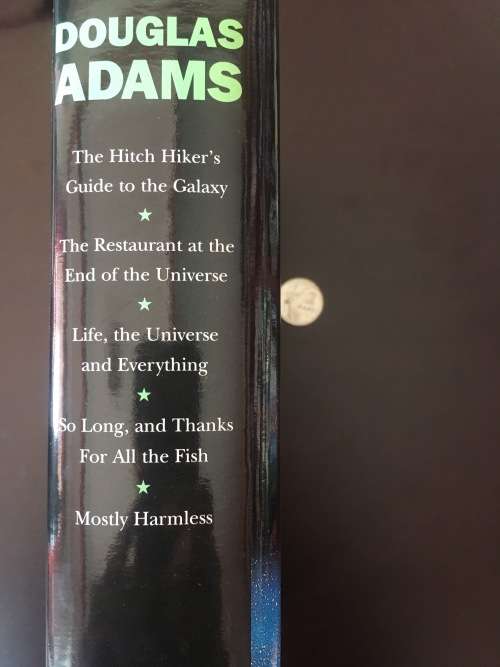 DOUGLAS
ADAMS
The Hitch Hiker's
Guide to the Galaxy
The Restaurant at the
End of the Universe
Life, the Universe
and Everything
So Long, and Thanks
For All the Fish
Mostly Harmless